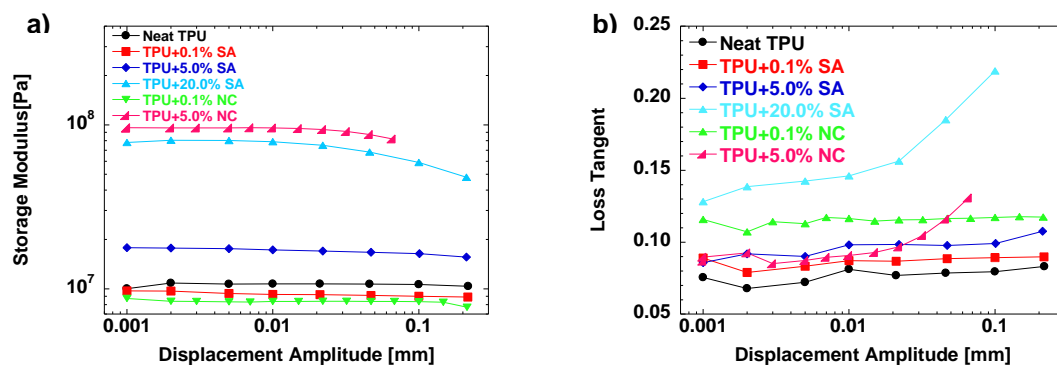 a)
Storage Modulus[Pa]
10^8
10^7
Neat TPU
TPU+0.1% SA
TPU+5.0% SA
TPU+20.0% SA
TPU+0.1% NC
TPU+5.0% NC
0.001
0.01
0.1
Displacement Amplitude [mm]
b)
Loss Tangent
0.25
0.20
0.15
0.10
0.05
Neat TPU
TPU+0.1% SA
TPU+5.0% SA
TPU+20.0% SA
TPU+0.1% NC
TPU+5.0% NC
0.001
0.01
0.1
Displacement Amplitude [mm]